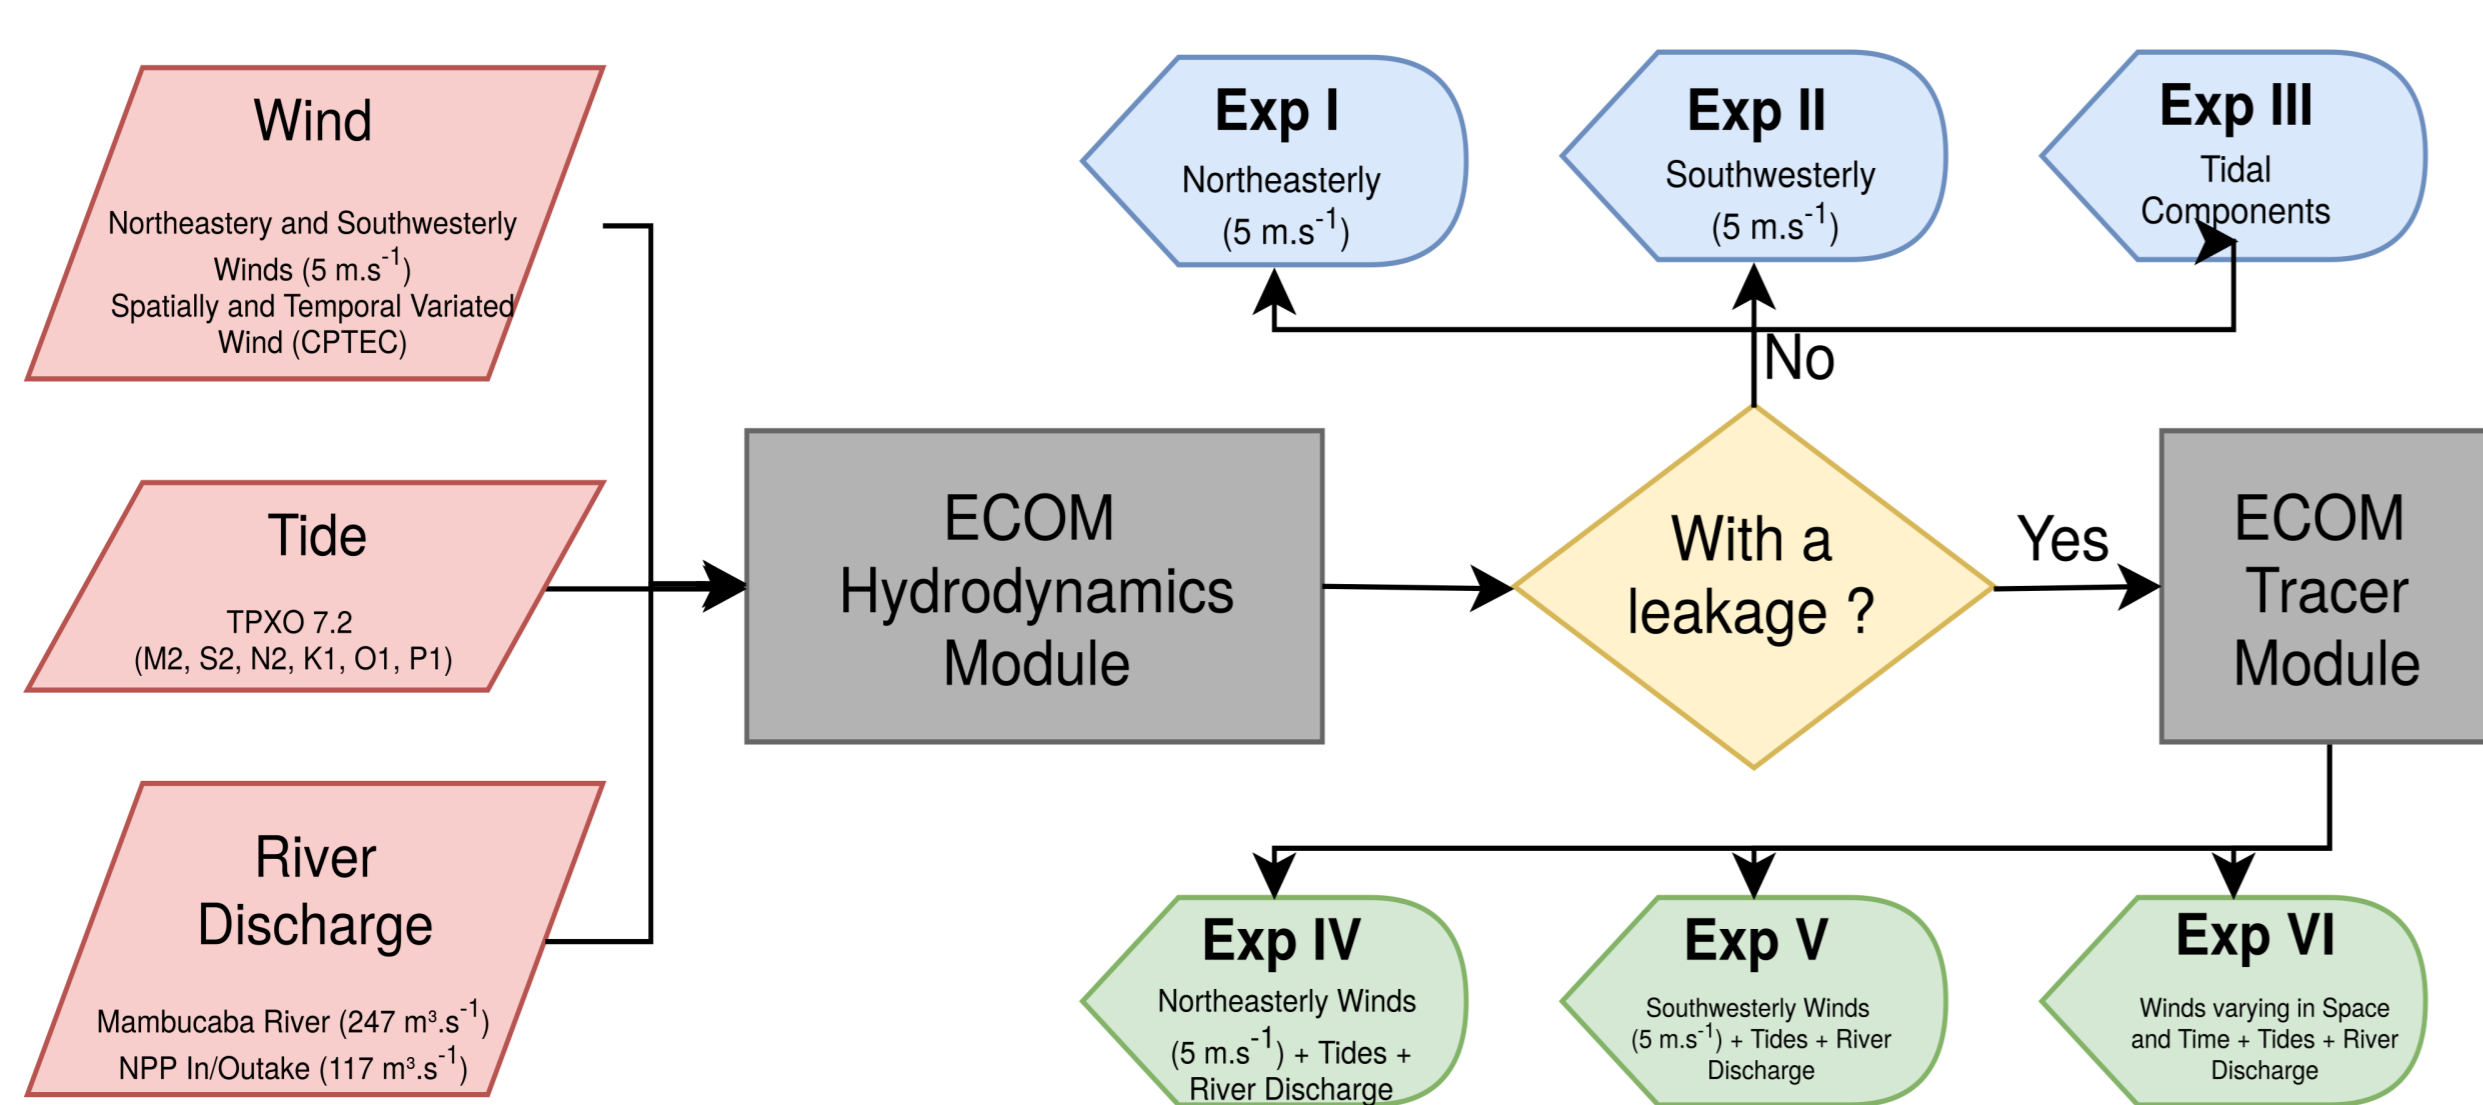 Wind
Northeastery and Southwesterly
Winds (5 m.s⁻¹)
Spatially and Temporal Variated
Wind (CPTEC)
Tide
TPXO 7.2
(M2, S2, N2, K1, O1, P1)
River
Discharge
Mambucaba River (247 m³.s⁻¹)
NPP In/Outake (117 m³.s⁻¹)
ECOM
Hydrodynamics
Module
With a
leakage ?
No
Yes
Exp I
Northeasterly
(5 m.s⁻¹)
Exp II
Southwesterly
(5 m.s⁻¹)
Exp III
Tidal
Components
ECOM
Tracer
Module
Exp IV
Northeasterly Winds
(5 m.s⁻¹) + Tides +
River Discharge
Exp V
Southwesterly Winds
(5 m.s⁻¹) + Tides + River
Discharge
Exp VI
Winds varying in Space
and Time + Tides + River
Discharge